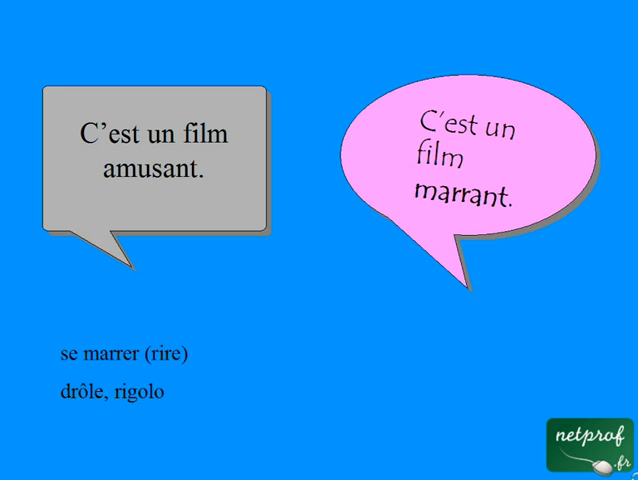 C’est un film
amusant.
C’est un
film
marrant.
se marrer (rire)
drôle, rigolo
netprof
.fr